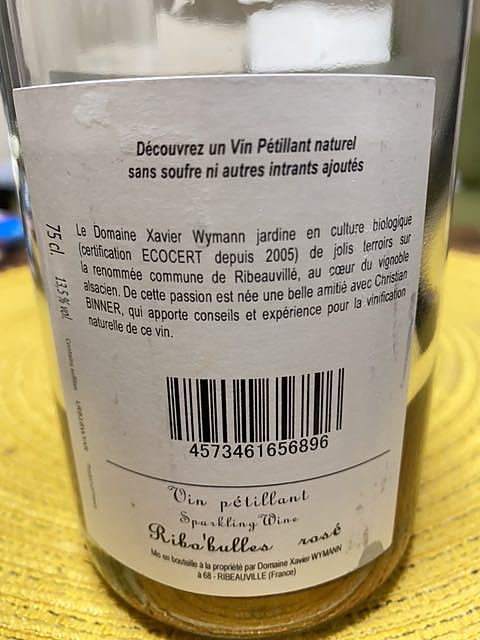 Découvrez un Vin Pétillant naturel
sans soufre ni autres intrants ajoutés
Le Domaine Xavier Wymann jardine en culture biologique
(certification ECOCERT depuis 2005) de jolis terroirs sur
la renommée commune de Ribeauvillé, au cœur du vignoble
alsacien. De cette passion est née une belle amitié avec Christian
BINNER, qui apporte conseils et expérience pour la vinification
naturelle de ce vin.
75 cl. 13,5 % vol.
4573461656896
Vin pétillant
Sparkling Wine
Ribo'bulles rosé
Mis en bouteille à la propriété par Domaine Xavier WYMANN
à 68 - RIBEAUVILLE (France)